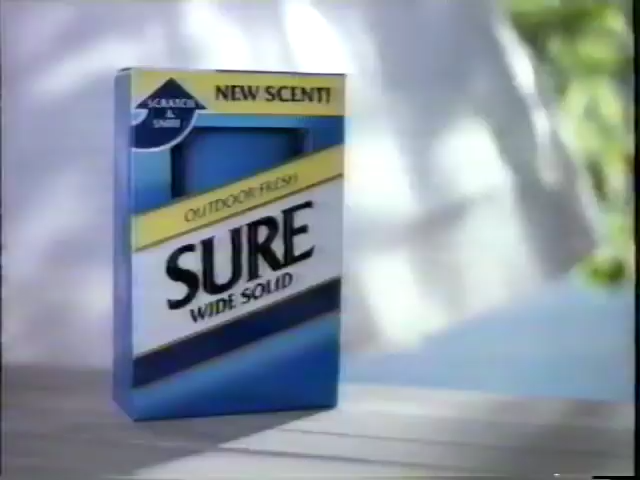 SCRATCH
&
SNIFF
NEW SCENT!
OUTDOOR FRESH
SURE
WIDE SOLID